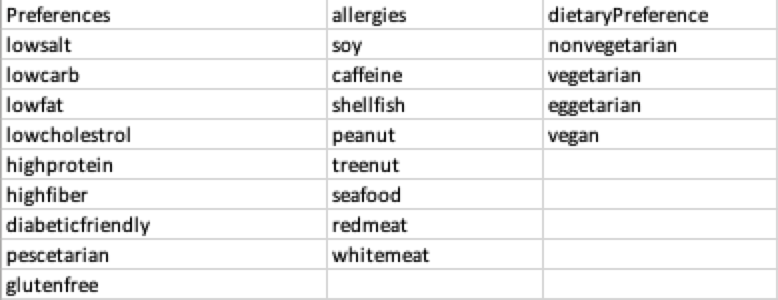 Preferences allergies dietaryPreference
lowsalt soy nonvegetarian
lowcarb caffeine vegetarian
lowfat shellfish eggetarian
lowcholestrol peanut vegan
highprotein treenut
highfiber seafood
diabeticfriendly redmeat
pescetarian whitemeat
glutenfree